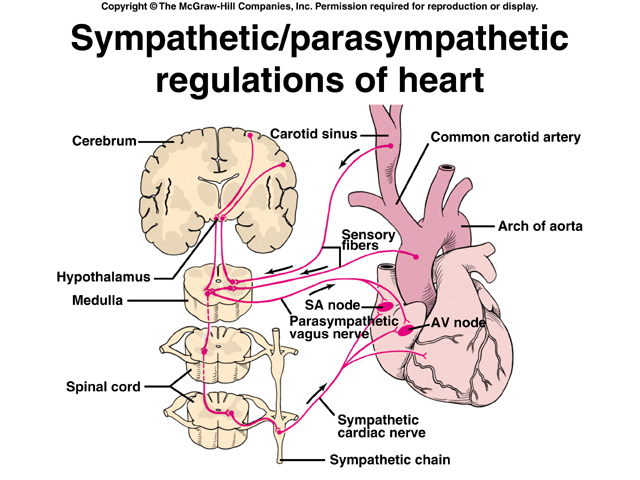 Copyright © The McGraw-Hill Companies, Inc. Permission required for reproduction or display.
Sympathetic/parasympathetic
regulations of heart
Cerebrum
Carotid sinus
Common carotid artery
Arch of aorta
Sensory
fibers
Hypothalamus
Medulla
SA node
Parasympathetic
vagus nerve
AV node
Spinal cord
Sympathetic
cardiac nerve
Sympathetic chain